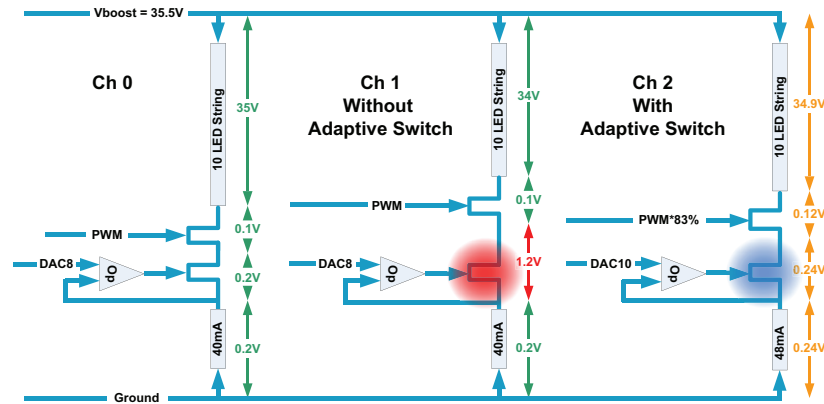 Vboost = 35.5V
Ch 0
10 LED String
35V
PWM
0.1V
DAC8
Op
0.2V
40mA
0.2V
Ch 1
Without
Adaptive Switch
10 LED String
34V
PWM
0.1V
DAC8
Op
1.2V
40mA
0.2V
Ch 2
With
Adaptive Switch
10 LED String
34.9V
PWM*83%
0.12V
DAC10
Op
0.24V
48mA
0.24V
Ground